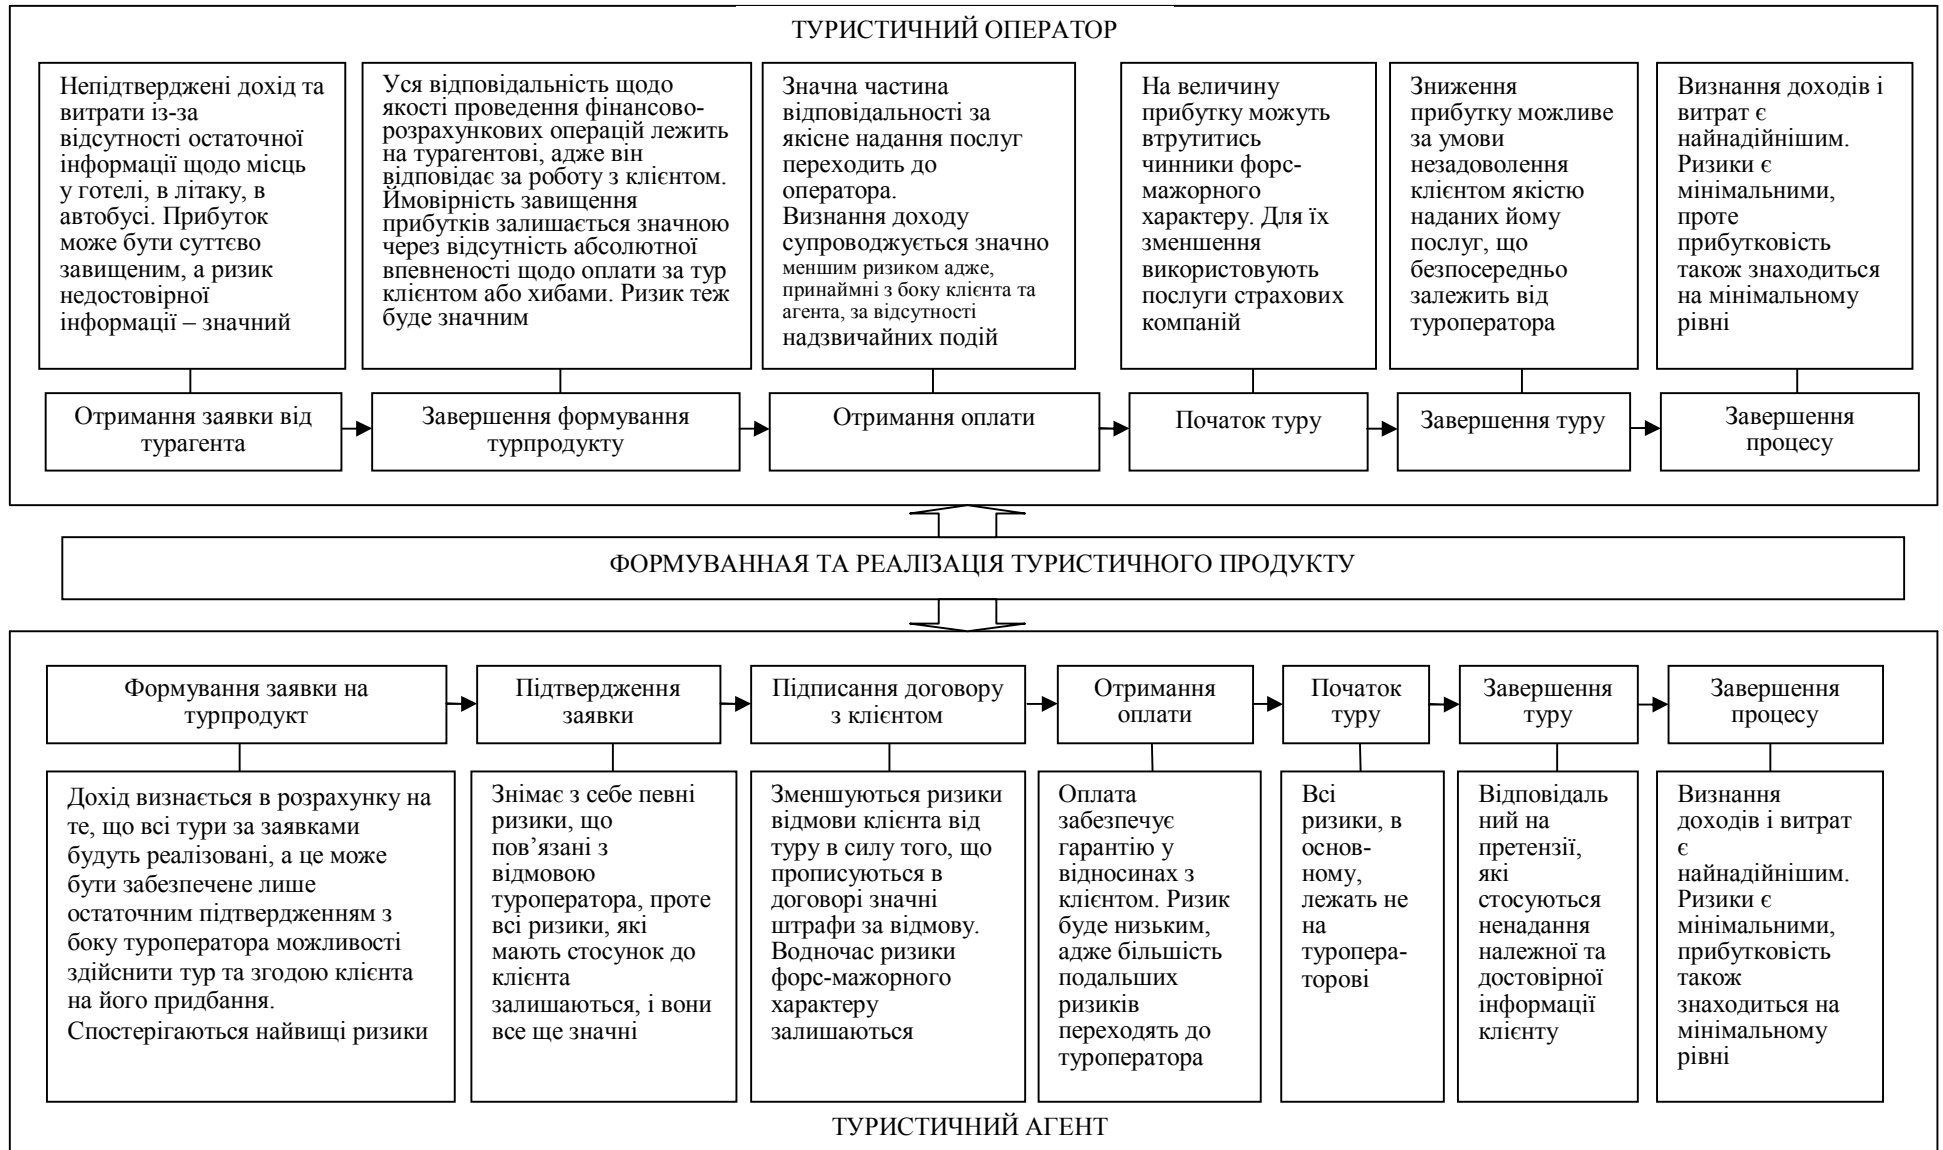 ТУРИСТИЧНИЙ ОПЕРАТОР
Непідтверджені дохід та
витрати із-за
відсутності остаточної
інформації щодо місць
у готелі, в літаку, в
автобусі. Прибуток
може бути суттєво
завищеним, а ризик
недостовірної
інформації – значний
Уся відповідальність щодо
якості проведення фінансово-
розрахункових операцій лежить
на турагентові, адже він
відповідає за роботу з клієнтом.
Ймовірність завищення
прибутків залишається значною
через відсутність абсолютної
впевненості щодо оплати за тур
клієнтом або хибами. Ризик теж
буде значним
Значна частина
відповідальності за
якісне надання послуг
переходить до
оператора.
Визнання доходу
супроводжується значно
меншим ризиком адже,
принаймні з боку клієнта та
агента, за відсутності
надзвичайних подій
На величину
прибутку можуть
втрутитись
чинники форс-
мажорного
характеру. Для їх
зменшення
використовують
послуги страхових
компаній
Зниження
прибутку можливе
за умови
незадоволення
клієнтом якістю
наданих йому
послуг, що
безпосередньо
залежить від
туроператора
Визнання доходів і
витрат є
найнадійнішим.
Ризики є
мінімальними,
проте
прибутковість
також знаходиться
на мінімальному
рівні
Отримання заявки від
турагента
Завершення формування
турпродукту
Отримання оплати
Початок туру
Завершення туру
Завершення
процесу
ФОРМУВАННАЯ ТА РЕАЛІЗАЦІЯ ТУРИСТИЧНОГО ПРОДУКТУ
Формування заявки на
турпродукт
Підтвердження
заявки
Підписання договору
з клієнтом
Отримання
оплати
Початок
туру
Завершення
туру
Завершення
процесу
Дохід визнається в розрахунку на
те, що всі тури за заявками
будуть реалізовані, а це може
бути забезпечене лише
остаточним підтвердженням з
боку туроператора можливості
здійснити тур та згодою клієнта
на його придбання.
Спостерігаються найвищі ризики
Знімає з себе певні
ризики, що
пов’язані з
відмовою
туроператора, проте
всі ризики, які
мають стосунок до
клієнта
залишаються, і вони
все ще значні
Зменшуються ризики
відмови клієнта від
туру в силу того, що
прописуються в
договорі значні
штрафи за відмову.
Водночас ризики
форс-мажорного
характеру
залишаються
Оплата
забезпечує
гарантію у
відносинах з
клієнтом. Ризик
буде низьким,
адже більшість
подальших
ризиків
переходять до
туроператора
Всі
ризики, в
основ-
ному,
лежать не
на
туропера-
торові
Відповідаль
ний на
претензії,
які
стосуються
ненадання
належної та
достовірної
інформації
клієнту
Визнання
доходів і витрат
є
найнадійнішим.
Ризики є
мінімальними,
прибутковість
також
знаходиться на
мінімальному
рівні
ТУРИСТИЧНИЙ АГЕНТ